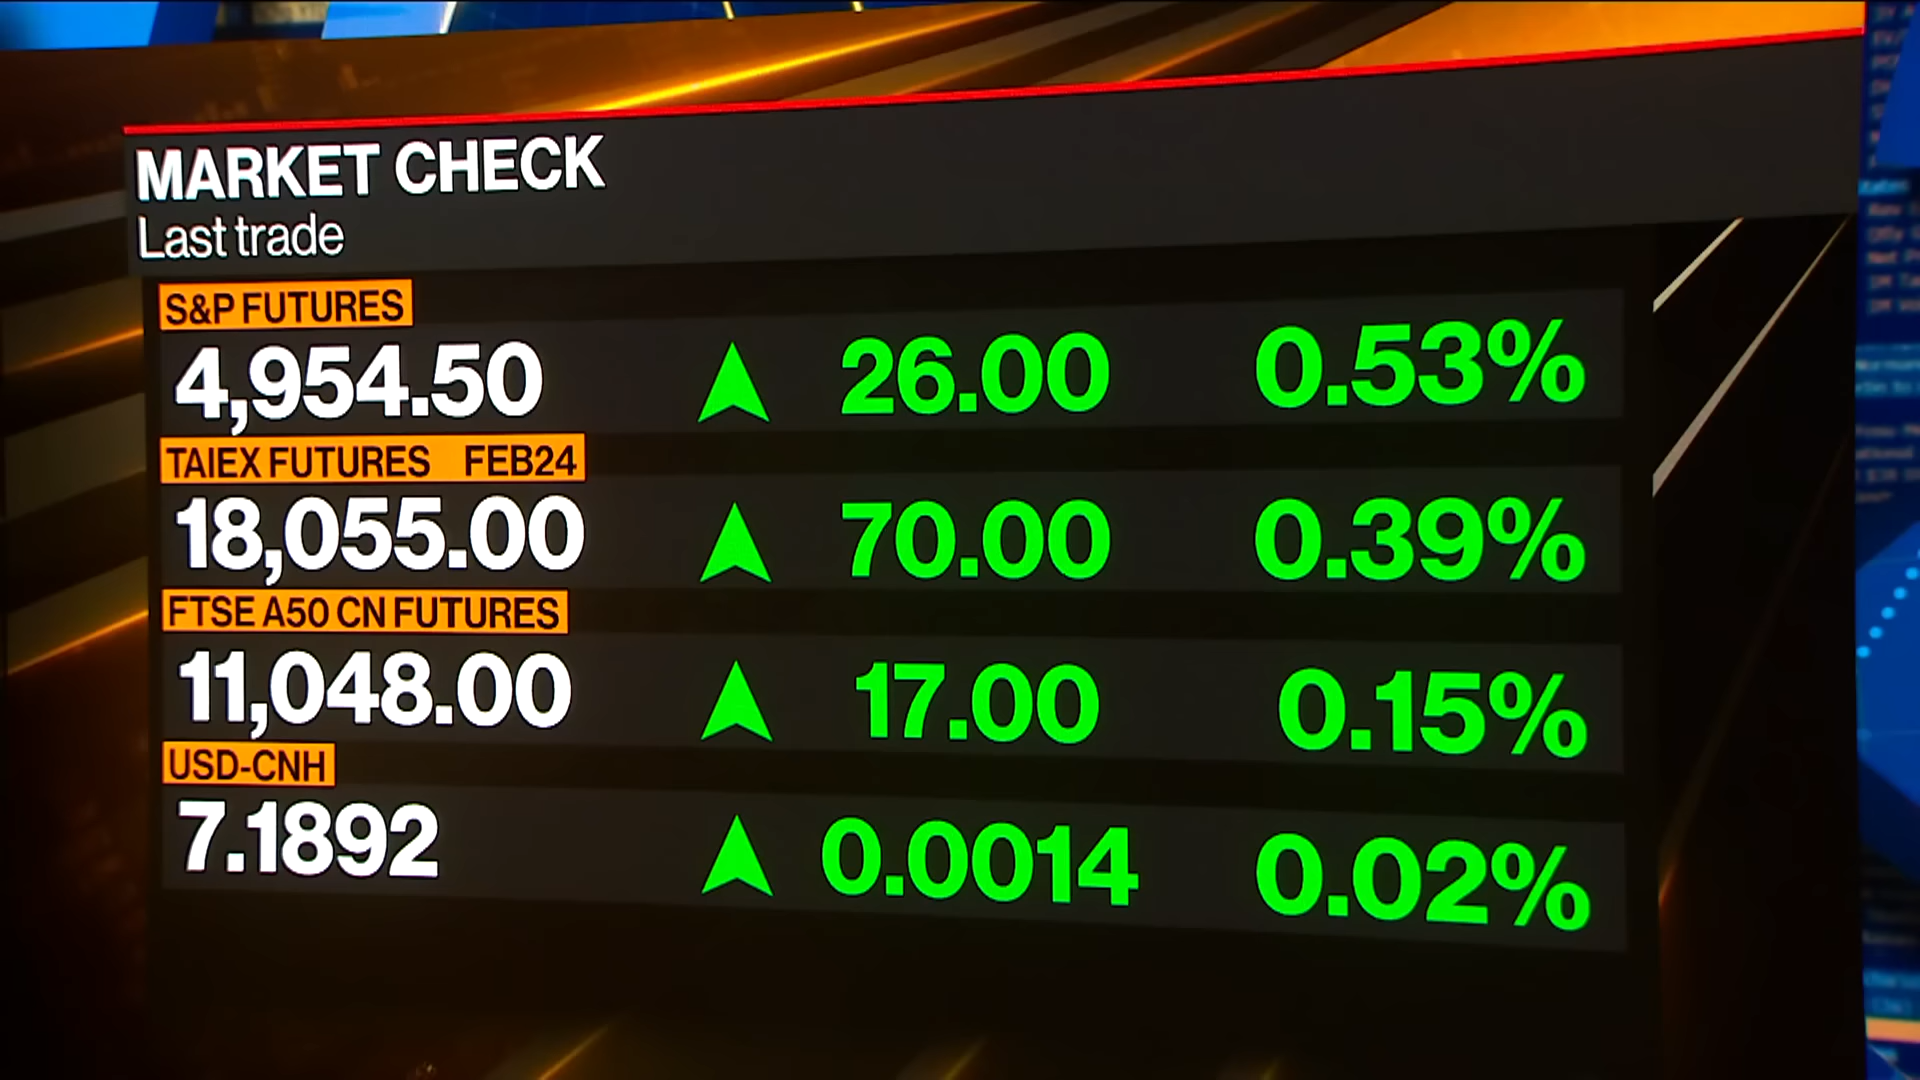 MARKET CHECK
Last trade
S&P FUTURES
4,954.50 ▲ 26.00 0.53%
TAIEX FUTURES FEB24
18,055.00 ▲ 70.00 0.39%
FTSE A50 CN FUTURES
11,048.00 ▲ 17.00 0.15%
USD-CNH
7.1892 ▲ 0.0014 0.02%